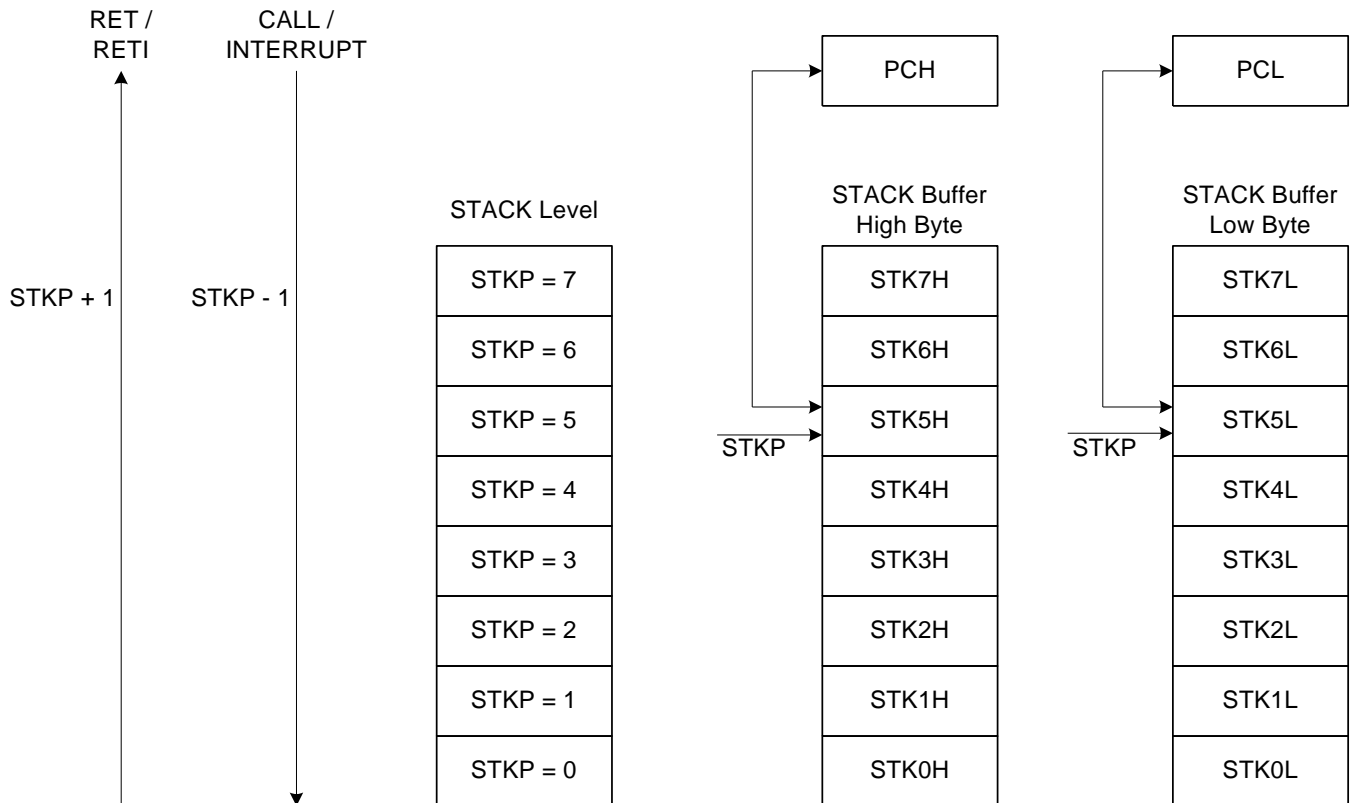 RET /
RETI
CALL /
INTERRUPT
PCH
PCL
STACK Level
STACK Buffer
High Byte
STACK Buffer
Low Byte
STKP + 1
STKP - 1
STKP = 7
STK7H
STK7L
STKP = 6
STK6H
STK6L
STKP = 5
STK5H
STK5L
STKP
STKP
STKP = 4
STK4H
STK4L
STKP = 3
STK3H
STK3L
STKP = 2
STK2H
STK2L
STKP = 1
STK1H
STK1L
STKP = 0
STK0H
STK0L